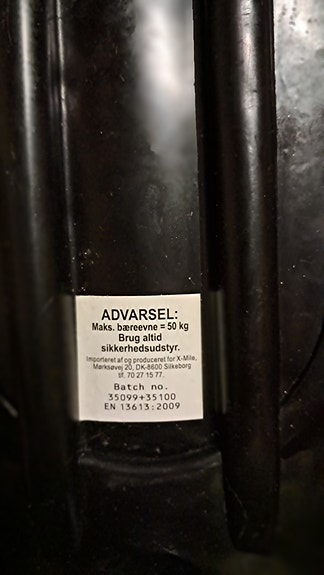 ADVARSEL:
Maks. bæreevne = 50 kg
Brug altid
sikkerhedsudstyr.
Importeret af og produceret for X-Mile,
Mørksøvej 20, DK-8600 Silkeborg
tlf. 70 27 15 77.
Batch no.
35099+35100
EN 13613:2009